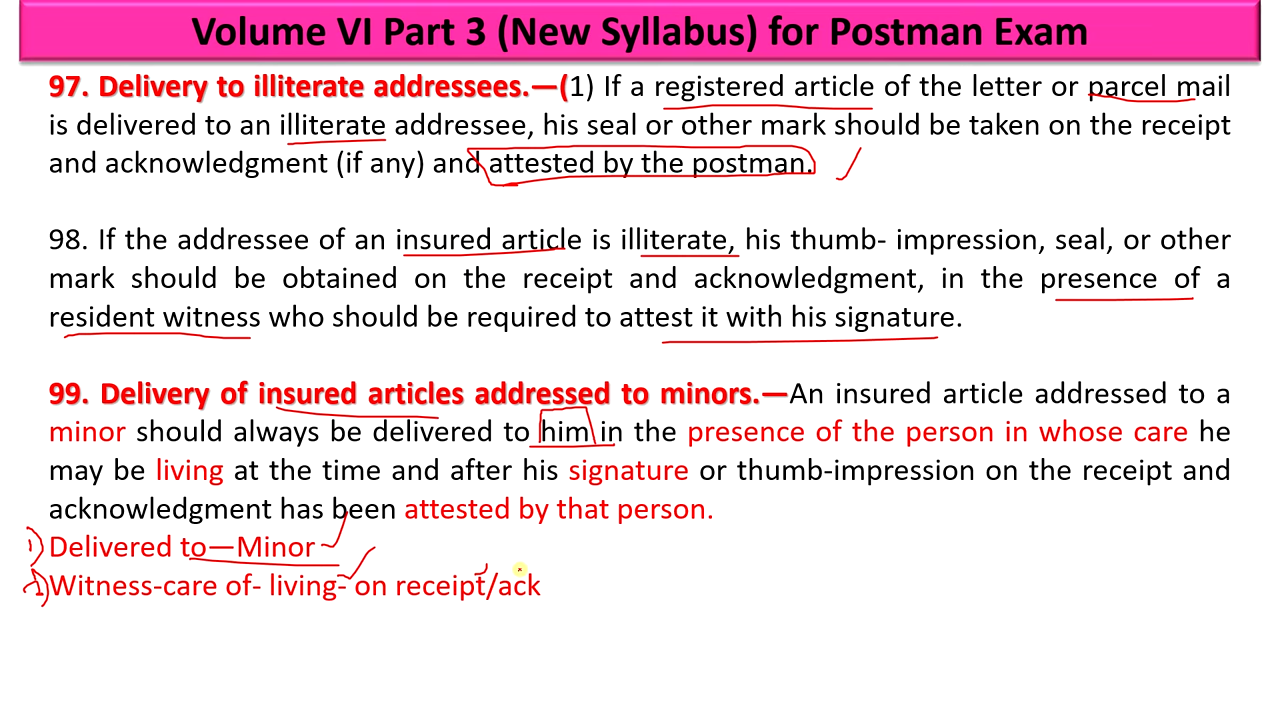 Volume VI Part 3 (New Syllabus) for Postman Exam
97. Delivery to illiterate addressees.—(1) If a registered article of the letter or parcel mail
is delivered to an illiterate addressee, his seal or other mark should be taken on the receipt
and acknowledgment (if any) and attested by the postman.
98. If the addressee of an insured article is illiterate, his thumb- impression, seal, or other
mark should be obtained on the receipt and acknowledgment, in the presence of a
resident witness who should be required to attest it with his signature.
99. Delivery of insured articles addressed to minors.—An insured article addressed to a
minor should always be delivered to him in the presence of the person in whose care he
may be living at the time and after his signature or thumb-impression on the receipt and
acknowledgment has been attested by that person.
1) Delivered to—Minor
2) Witness-care of- living- on receipt/ack